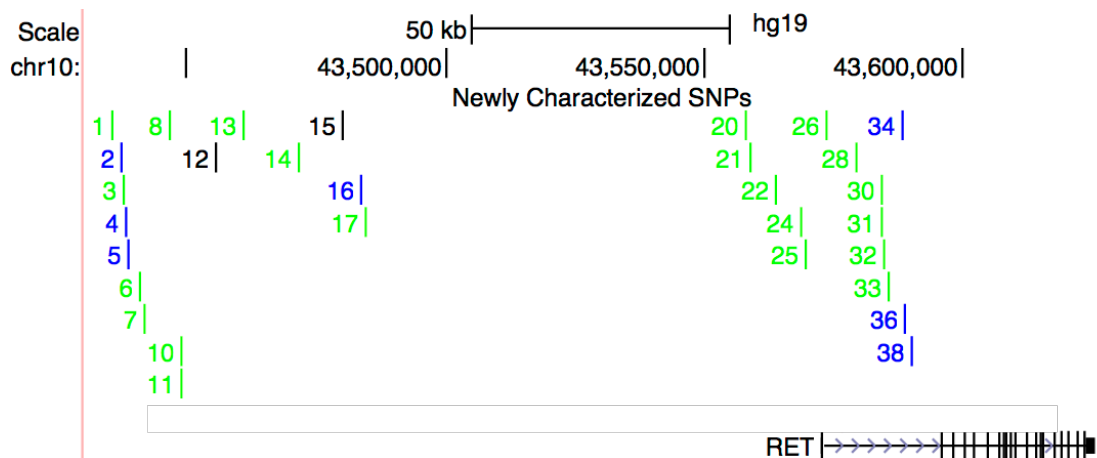 Scale 50 kb hg19
chr10: 43,500,000 43,550,000 43,600,000
Newly Characterized SNPs
1 8 13 15 20 26 34
2 12 14 21 28
3 16 22 30
4 17 24 31
5 25 32
6 33
7 36
10 38
11
RET